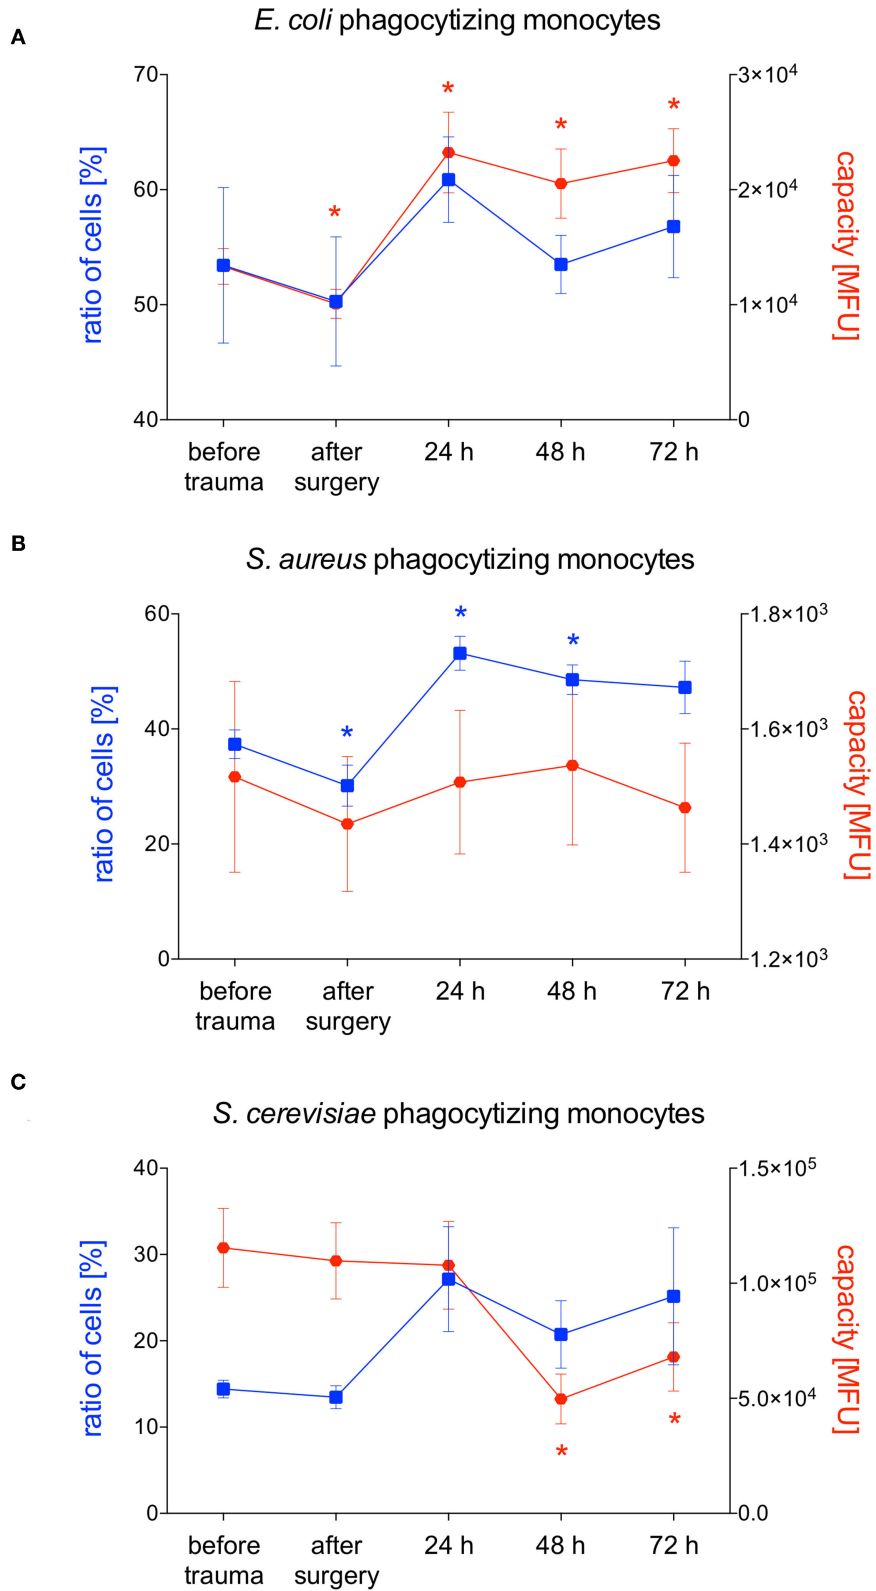 A
E. coli phagocytizing monocytes
ratio of cells [%]
70
60
50
40
3×10⁴
2×10⁴
1×10⁴
0
capacity [MFU]
*
*
*
*
before trauma
after surgery
24 h
48 h
72 h
B
S. aureus phagocytizing monocytes
ratio of cells [%]
60
40
20
0
1.8×10³
1.6×10³
1.4×10³
1.2×10³
capacity [MFU]
*
*
*
before trauma
after surgery
24 h
48 h
72 h
C
S. cerevisiae phagocytizing monocytes
ratio of cells [%]
40
30
20
10
0
1.5×10⁵
1.0×10⁵
5.0×10⁴
0.0
capacity [MFU]
*
*
before trauma
after surgery
24 h
48 h
72 h